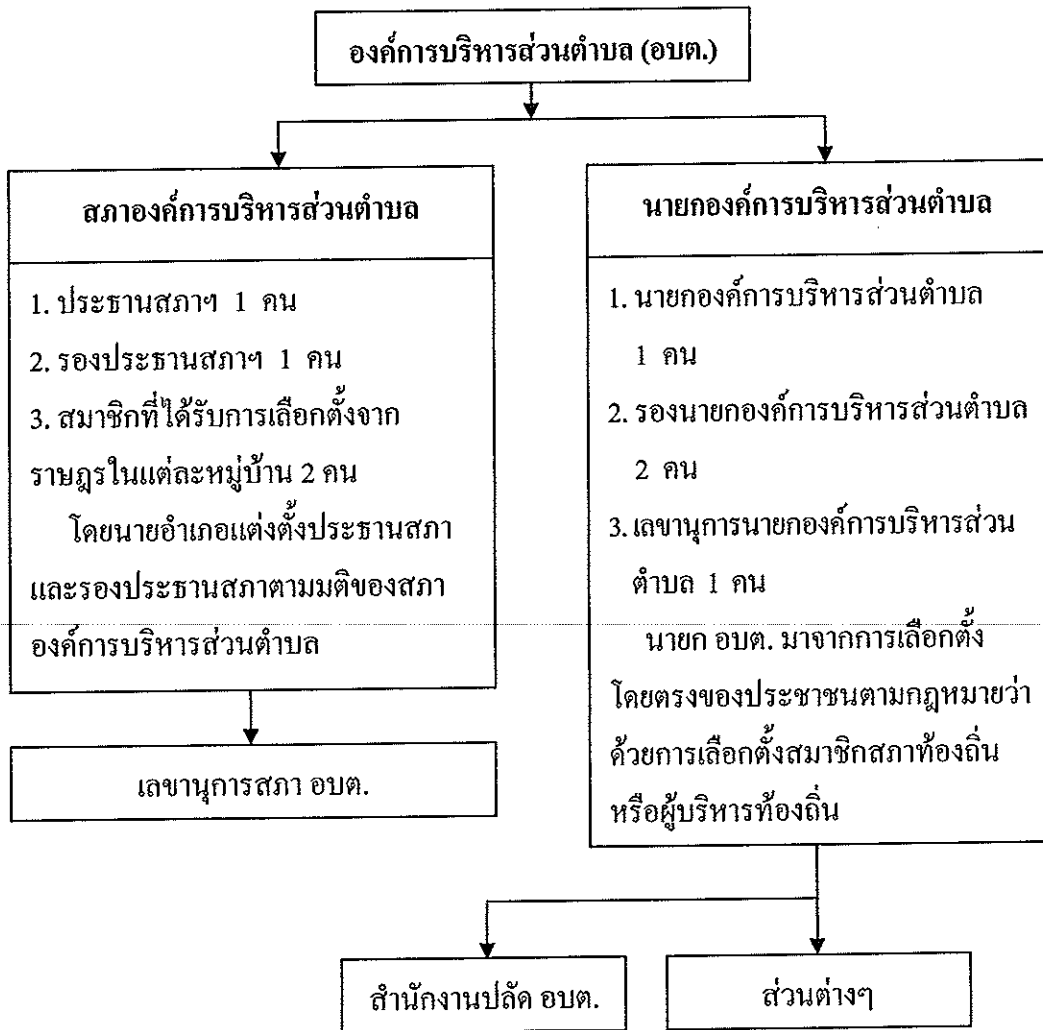 องค์การบริหารส่วนตำบล (อบต.)
สภาองค์การบริหารส่วนตำบล
1. ประธานสภาฯ 1 คน
2. รองประธานสภาฯ 1 คน
3. สมาชิกที่ได้รับการเลือกตั้งจาก
ราษฎรในแต่ละหมู่บ้าน 2 คน
โดยนายอำเภอแต่งตั้งประธานสภา
และรองประธานสภาตามมติของสภา
องค์การบริหารส่วนตำบล
เลขานุการสภา อบต.
นายกองค์การบริหารส่วนตำบล
1. นายกองค์การบริหารส่วนตำบล
1 คน
2. รองนายกองค์การบริหารส่วนตำบล
2 คน
3. เลขานุการนายกองค์การบริหารส่วน
ตำบล 1 คน
นายก อบต. มาจากการเลือกตั้ง
โดยตรงของประชาชนตามกฎหมายว่า
ด้วยการเลือกตั้งสมาชิกสภาท้องถิ่น
หรือผู้บริหารท้องถิ่น
สำนักงานปลัด อบต.
ส่วนต่างๆ